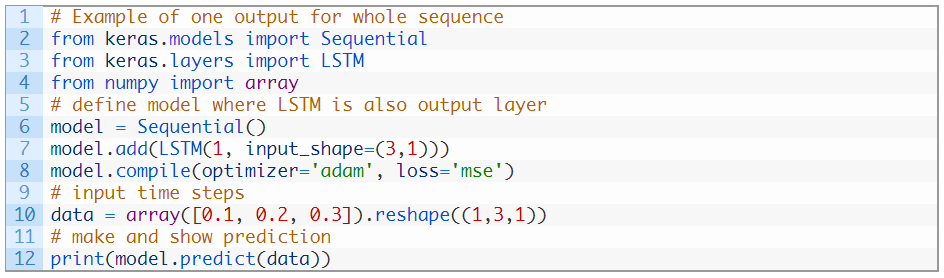 1 # Example of one output for whole sequence
2 from keras.models import Sequential
3 from keras.layers import LSTM
4 from numpy import array
5 # define model where LSTM is also output layer
6 model = Sequential()
7 model.add(LSTM(1, input_shape=(3,1)))
8 model.compile(optimizer='adam', loss='mse')
9 # input time steps
10 data = array([0.1, 0.2, 0.3]).reshape((1,3,1))
11 # make and show prediction
12 print(model.predict(data))